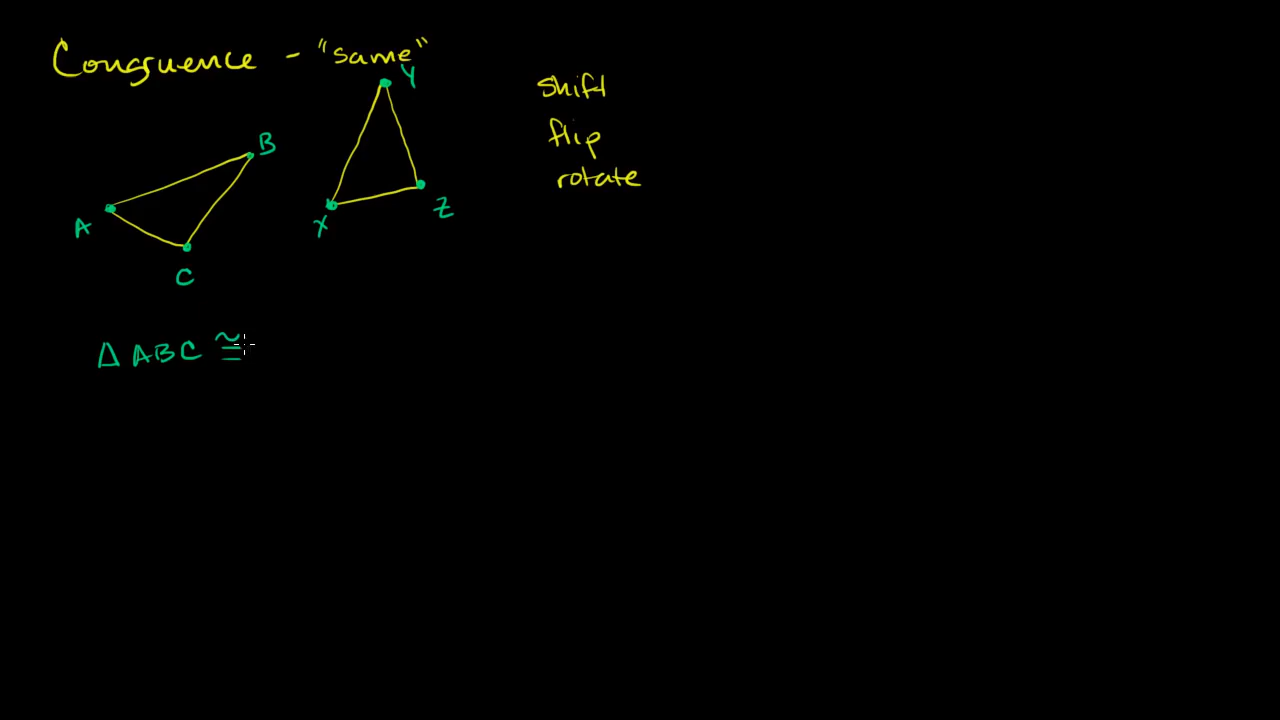 Congruence - "same"
shift
flip
rotate
Y
B
A
X
Z
C
Δ ABC ≅